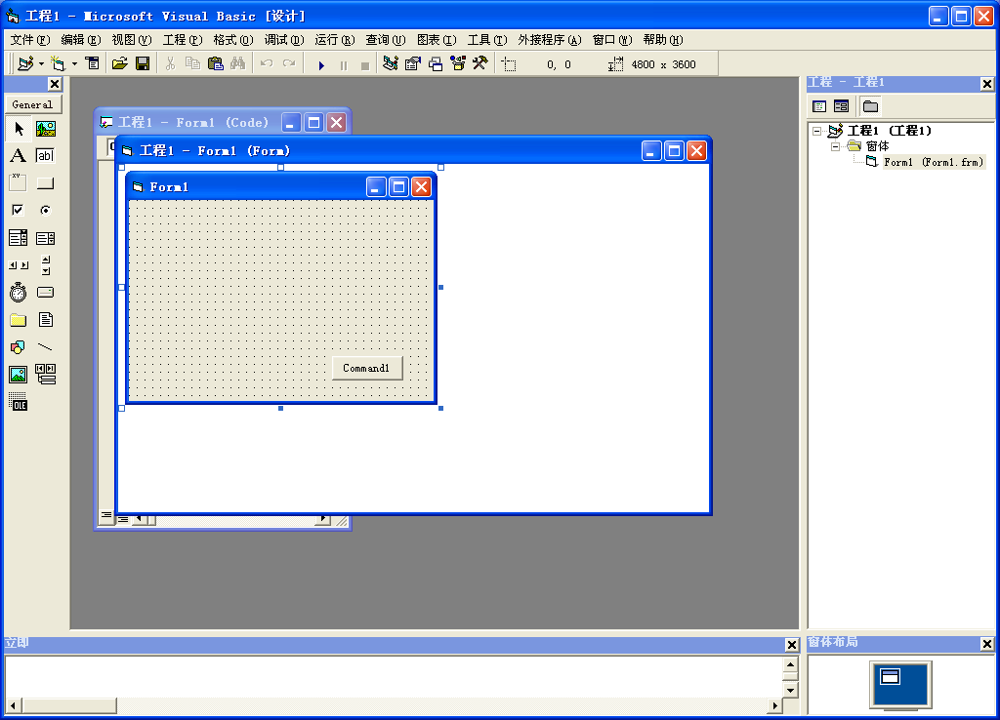 工程1 - Microsoft Visual Basic [设计]
文件(F) 编辑(E) 视图(V) 工程(P) 格式(O) 调试(D) 运行(R) 查询(U) 图表(I) 工具(T) 外接程序(A) 窗口(W) 帮助(H)
0, 0 4800 x 3600
General
A
ab
XY
OLE
工程1 - Form1 (Code)
工程1 - Form1 (Form)
Form1
Command1
工程 - 工程1
工程1 (工程1)
窗体
Form1 (Form1.frm)
立即
窗体布局